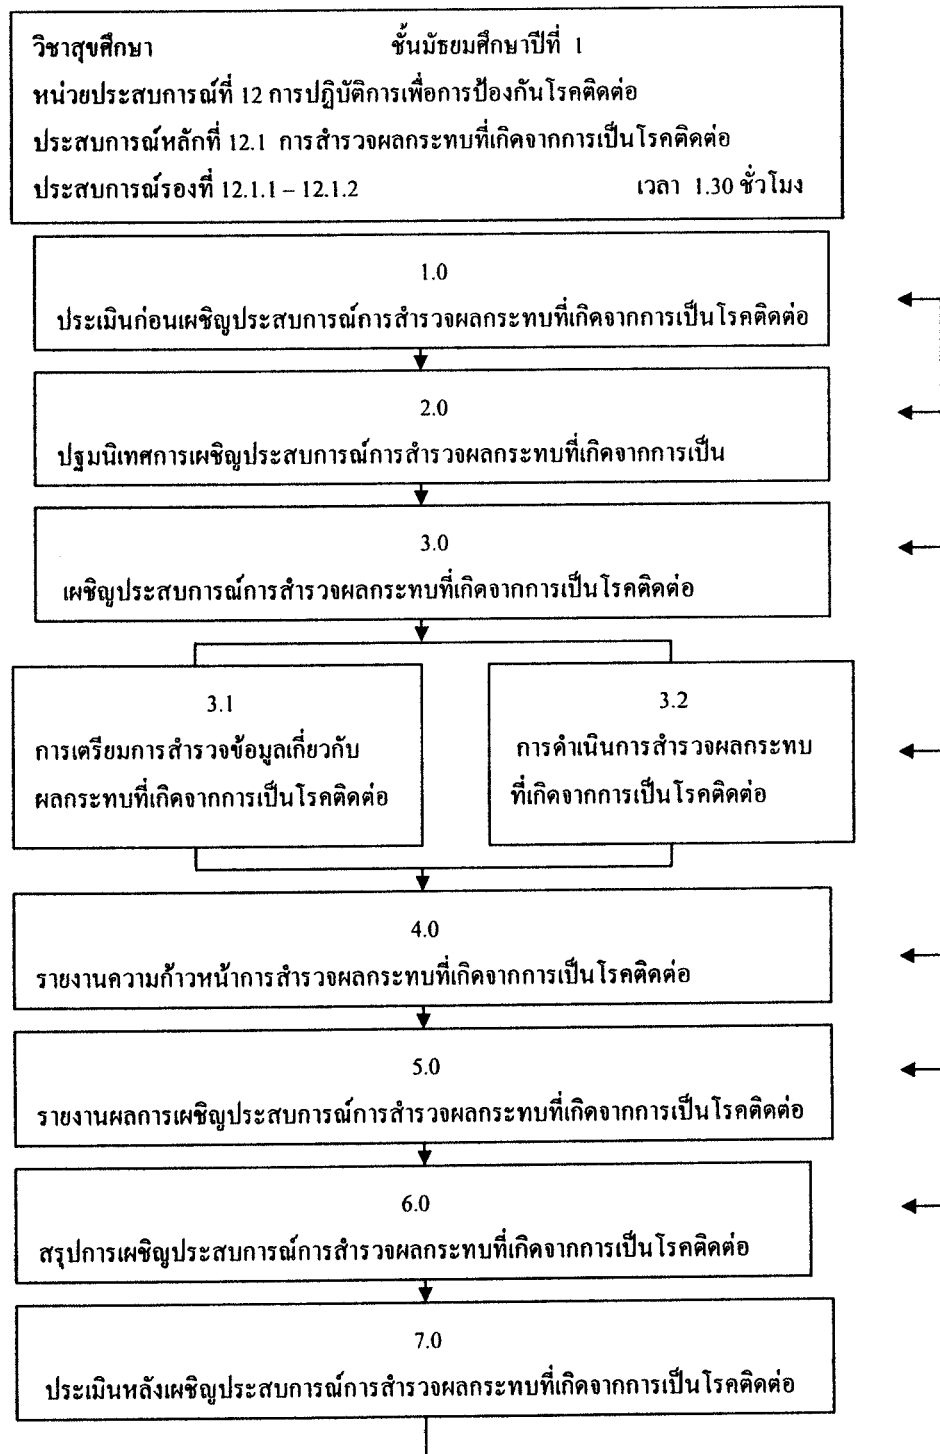 วิชาสุขศึกษา ชั้นมัธยมศึกษาปีที่ 1
หน่วยประสบการณ์ที่ 12 การปฏิบัติการเพื่อการป้องกันโรคติดต่อ
ประสบการณ์หลักที่ 12.1 การสำรวจผลกระทบที่เกิดจากการเป็นโรคติดต่อ
ประสบการณ์รองที่ 12.1.1 – 12.1.2 เวลา 1.30 ชั่วโมง
1.0
ประเมินก่อนเผชิญประสบการณ์การสำรวจผลกระทบที่เกิดจากการเป็นโรคติดต่อ
2.0
ปฐมนิเทศการเผชิญประสบการณ์การสำรวจผลกระทบที่เกิดจากการเป็น
3.0
เผชิญประสบการณ์การสำรวจผลกระทบที่เกิดจากการเป็นโรคติดต่อ
3.1
การเตรียมการสำรวจข้อมูลเกี่ยวกับ
ผลกระทบที่เกิดจากการเป็นโรคติดต่อ
3.2
การดำเนินการสำรวจผลกระทบ
ที่เกิดจากการเป็นโรคติดต่อ
4.0
รายงานความก้าวหน้าการสำรวจผลกระทบที่เกิดจากการเป็นโรคติดต่อ
5.0
รายงานผลการเผชิญประสบการณ์การสำรวจผลกระทบที่เกิดจากการเป็นโรคติดต่อ
6.0
สรุปการเผชิญประสบการณ์การสำรวจผลกระทบที่เกิดจากการเป็นโรคติดต่อ
7.0
ประเมินหลังเผชิญประสบการณ์การสำรวจผลกระทบที่เกิดจากการเป็นโรคติดต่อ